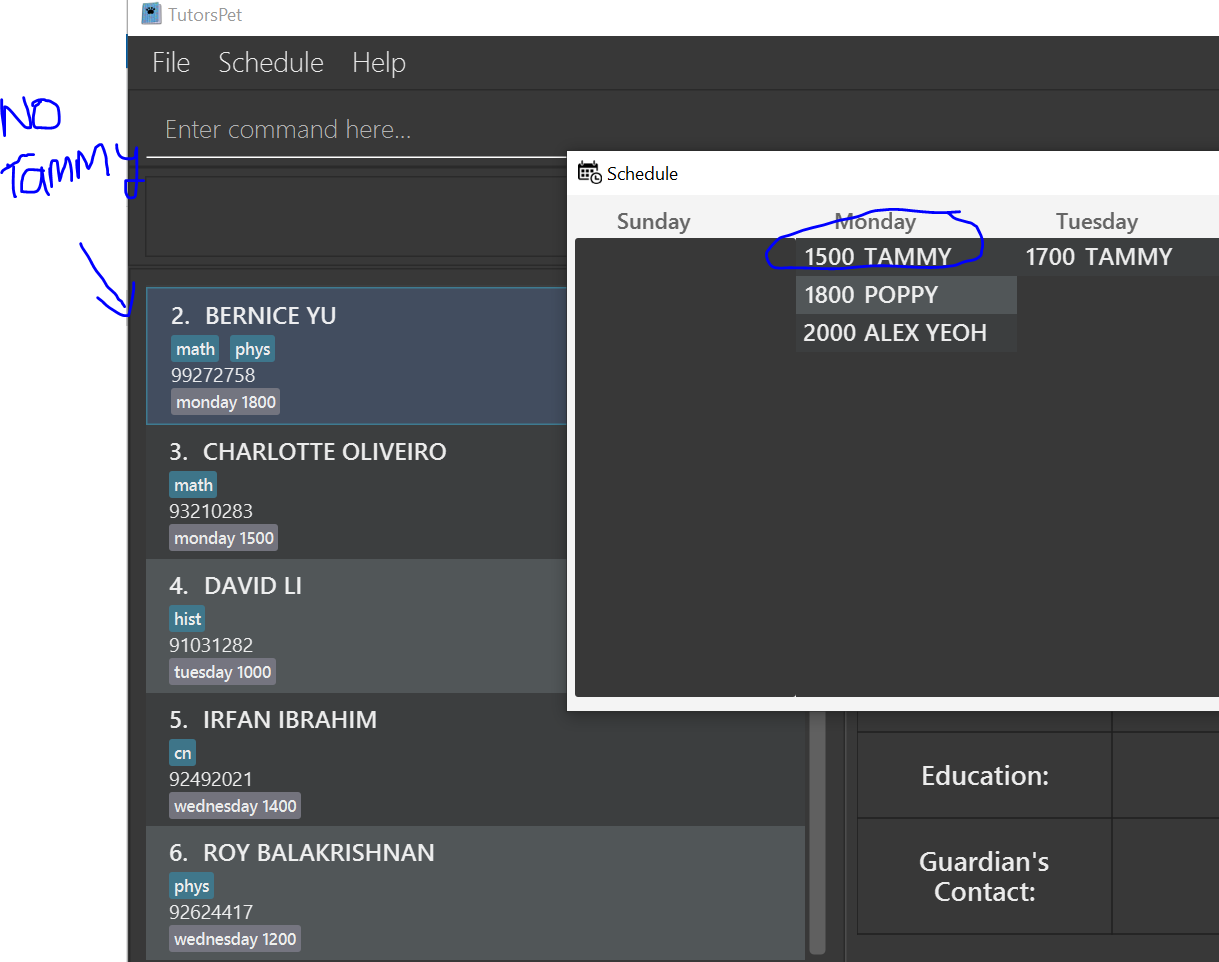 TutorsPet
File Schedule Help
Enter command here...
NO
TAMMY
Schedule
Sunday Monday Tuesday
1500 TAMMY 1700 TAMMY
1800 POPPY
2000 ALEX YEOH
2. BERNICE YU
math phys
99272758
monday 1800
3. CHARLOTTE OLIVEIRO
math
93210283
monday 1500
4. DAVID LI
hist
91031282
tuesday 1000
5. IRFAN IBRAHIM
cn
92492021
wednesday 1400
6. ROY BALAKRISHNAN
phys
92624417
wednesday 1200
Education:
Guardian's
Contact: